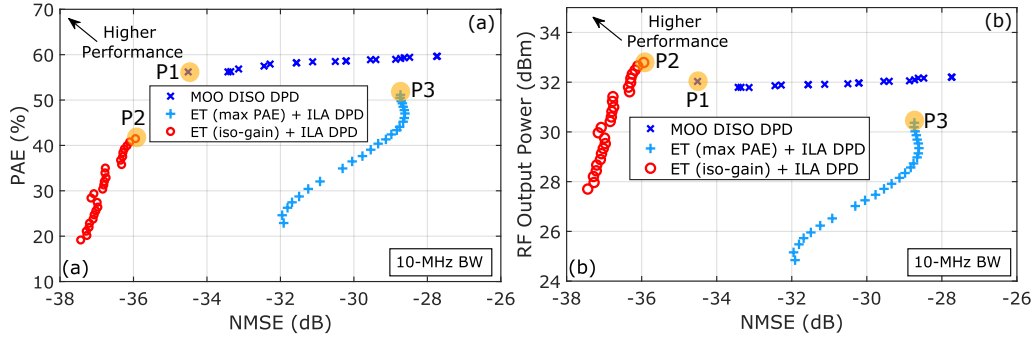 70
60
50
40
30
20
10
PAE (%)
Higher
Performance
(a)
P1
P2
P3
MOO DISO DPD
ET (max PAE) + ILA DPD
ET (iso-gain) + ILA DPD
(a)
10-MHz BW
-38
-36
-34
-32
-30
-28
-26
NMSE (dB)
34
32
30
28
26
24
RF Output Power (dBm)
Higher
Performance
(b)
P2
P1
P3
MOO DISO DPD
ET (max PAE) + ILA DPD
ET (iso-gain) + ILA DPD
(b)
10-MHz BW
-38
-36
-34
-32
-30
-28
-26
NMSE (dB)